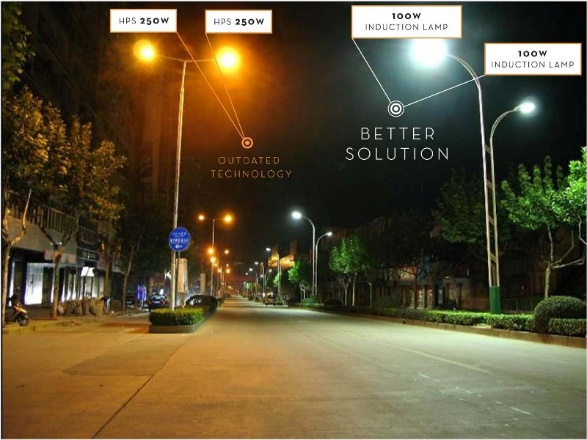 HPS 250W
HPS 250W
100W
INDUCTION LAMP
100W
INDUCTION LAMP
OUTDATED
TECHNOLOGY
BETTER
SOLUTION